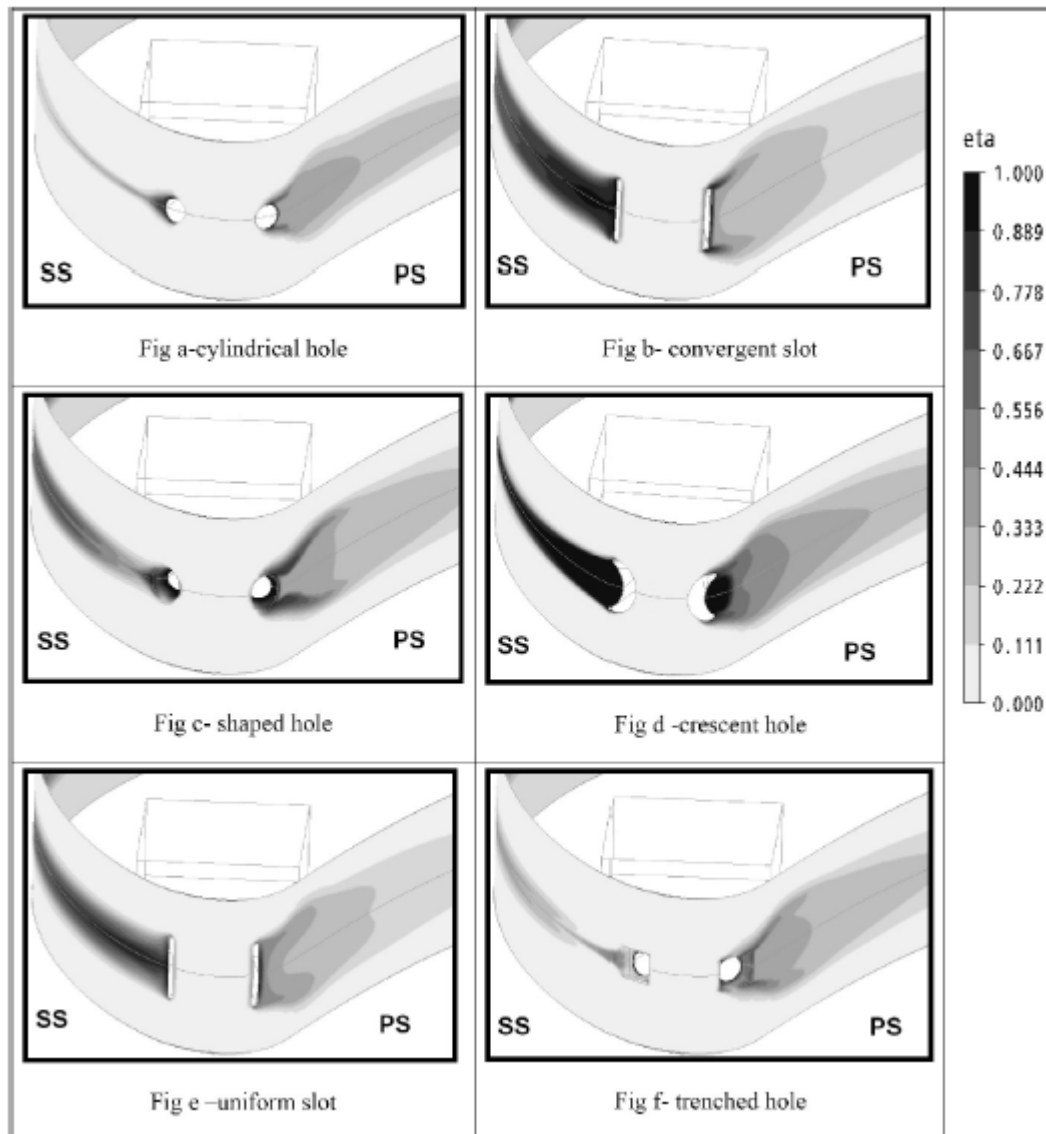 SS
PS
Fig a-cylindrical hole
SS
PS
Fig b- convergent slot
eta
1.000
0.889
0.778
0.667
0.556
0.444
0.333
0.222
0.111
0.000
SS
PS
Fig c- shaped hole
SS
PS
Fig d -crescent hole
SS
PS
Fig e –uniform slot
SS
PS
Fig f- trenched hole